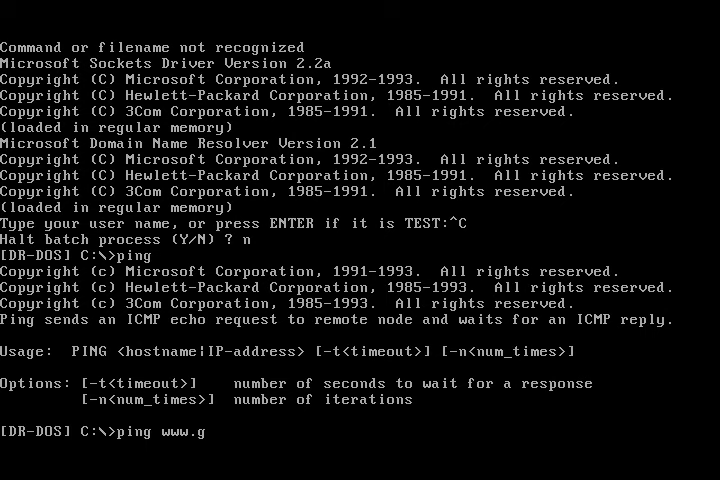 Command or filename not recognized
Microsoft Sockets Driver Version 2.2a
Copyright (C) Microsoft Corporation, 1992-1993.  All rights reserved.
Copyright (C) Hewlett-Packard Corporation, 1985-1991.  All rights reserved.
Copyright (C) 3Com Corporation, 1985-1991.  All rights reserved.
(loaded in regular memory)
Microsoft Domain Name Resolver Version 2.1
Copyright (C) Microsoft Corporation, 1992-1993.  All rights reserved.
Copyright (C) Hewlett-Packard Corporation, 1985-1991.  All rights reserved.
Copyright (C) 3Com Corporation, 1985-1991.  All rights reserved.
(loaded in regular memory)
Type your user name, or press ENTER if it is TEST:^C
Halt batch process (Y/N) ? n
[DR-DOS] C:\>ping
Copyright (c) Microsoft Corporation, 1991-1993.  All rights reserved.
Copyright (c) Hewlett-Packard Corporation, 1985-1993.  All rights reserved.
Copyright (c) 3Com Corporation, 1985-1993.  All rights reserved.
Ping sends an ICMP echo request to remote node and waits for an ICMP reply.
Usage:  PING <hostname|IP-address> [-t<timeout>] [-n<num_times>]
Options: [-t<timeout>]    number of seconds to wait for a response
[-n<num_times>]  number of iterations
[DR-DOS] C:\>ping www.g